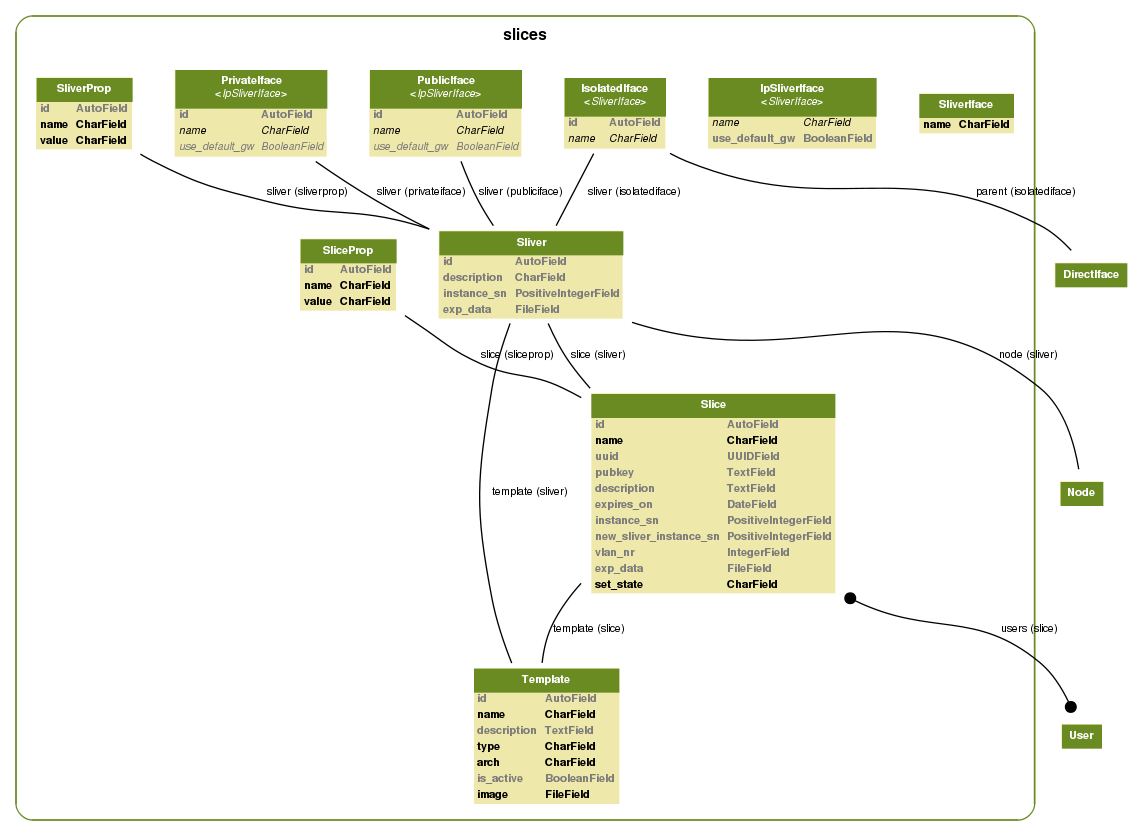 slices
SliverProp
id AutoField
name CharField
value CharField
PrivateIface
<IpSliverIface>
id AutoField
name CharField
use_default_gw BooleanField
PublicIface
<IpSliverIface>
id AutoField
name CharField
use_default_gw BooleanField
IsolatedIface
<SliverIface>
id AutoField
name CharField
IpSliverIface
<SliverIface>
name CharField
use_default_gw BooleanField
SliverIface
name CharField
sliver (sliverprop)
sliver (privateiface)
sliver (publiciface)
sliver (isolatediface)
parent (isolatediface)
SliceProp
id AutoField
name CharField
value CharField
Sliver
id AutoField
description CharField
instance_sn PositiveIntegerField
exp_data FileField
DirectIface
slice (sliceprop)
slice (sliver)
node (sliver)
Slice
id AutoField
name CharField
uuid UUIDField
pubkey TextField
description TextField
expires_on DateField
instance_sn PositiveIntegerField
new_sliver_instance_sn PositiveIntegerField
vlan_nr IntegerField
exp_data FileField
set_state CharField
Node
template (sliver)
template (slice)
users (slice)
Template
id AutoField
name CharField
description TextField
type CharField
arch CharField
is_active BooleanField
image FileField
User